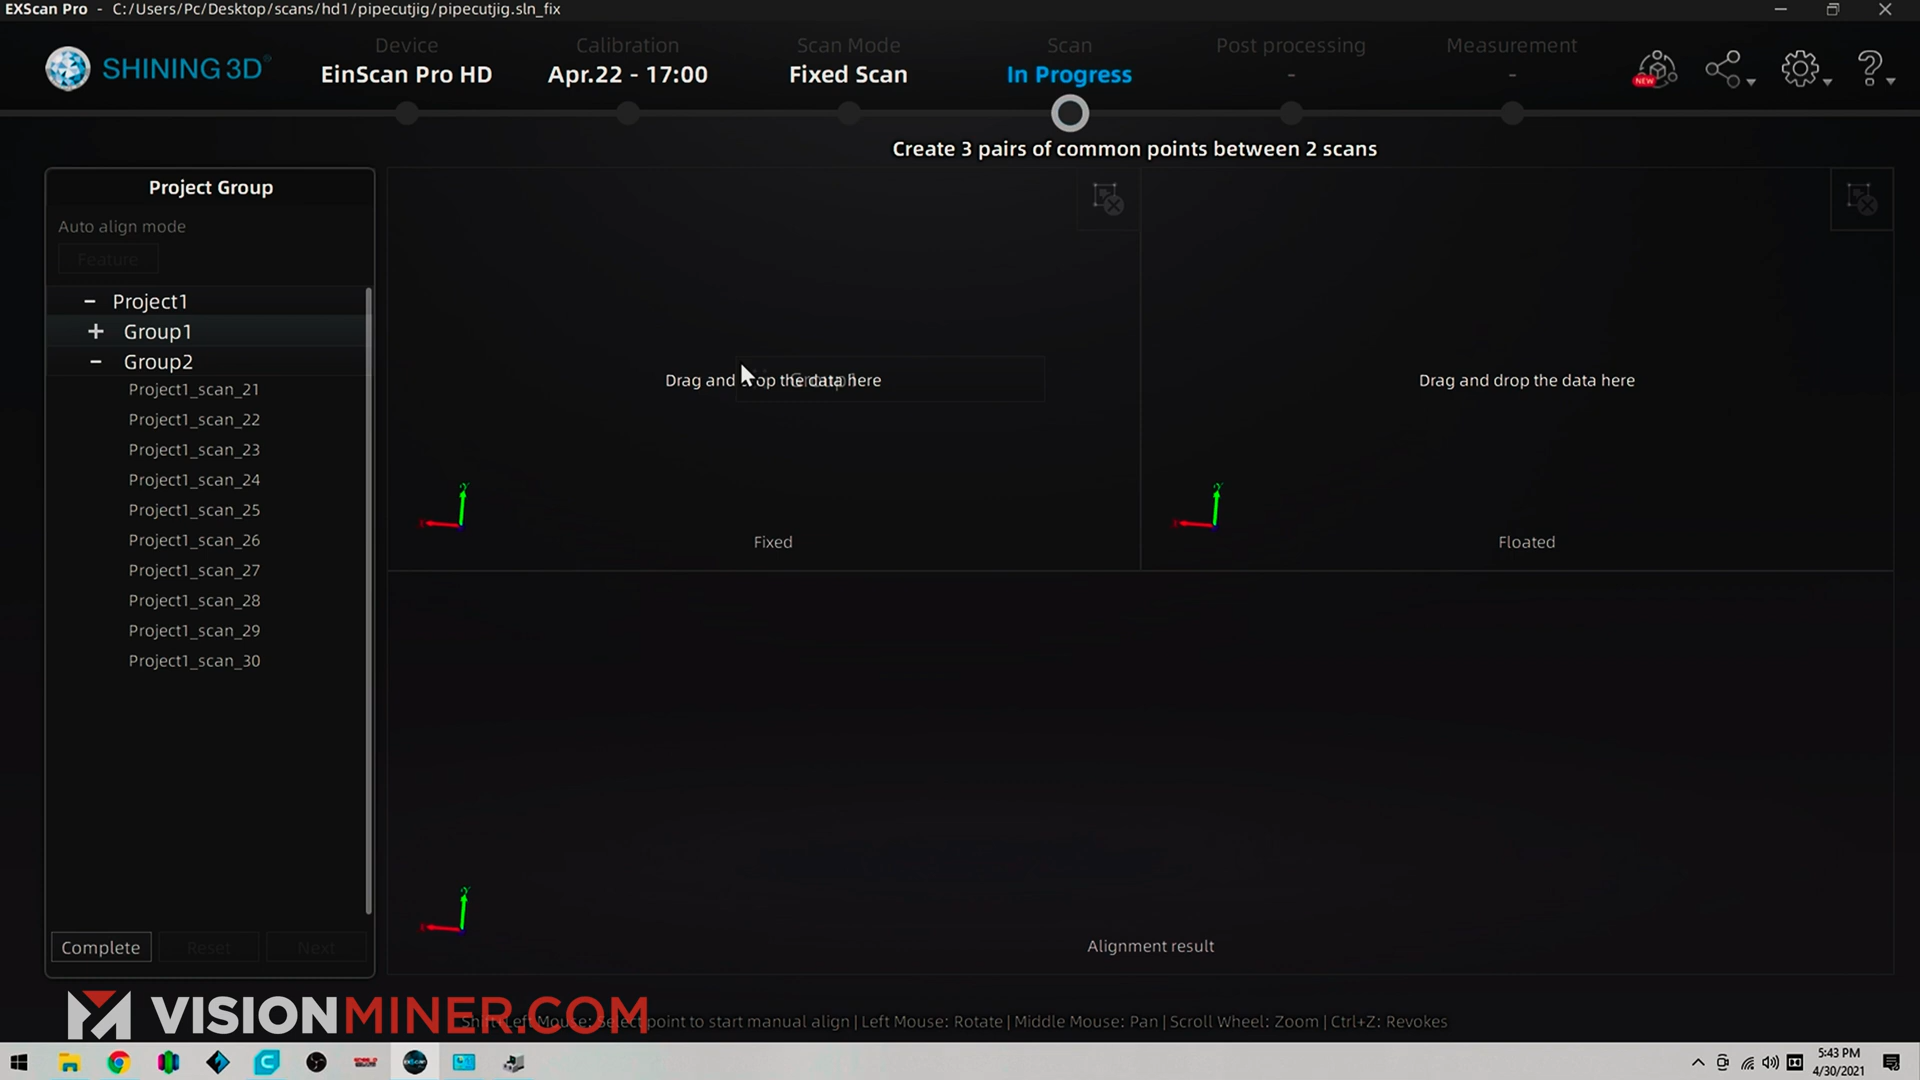 EXScan Pro - C:/Users/Pc/Desktop/scans/hd1/pipecutjig/pipecutjig.sln_fix
SHINING 3D®
Device
EinScan Pro HD
Calibration
Apr.22 - 17:00
Scan Mode
Fixed Scan
Scan
In Progress
Post processing
-
Measurement
-
NEW
Create 3 pairs of common points between 2 scans
Project Group
Auto align mode
Feature
- Project1
+ Group1
- Group2
Project1_scan_21
Project1_scan_22
Project1_scan_23
Project1_scan_24
Project1_scan_25
Project1_scan_26
Project1_scan_27
Project1_scan_28
Project1_scan_29
Project1_scan_30
Complete
Reset
Next
Drag and drop the data here
Y
Fixed
Drag and drop the data here
Y
Floated
Y
Alignment result
VISIONMINER.COM
Shift+Left Mouse: Select point to start manual align | Left Mouse: Rotate | Middle Mouse: Pan | Scroll Wheel: Zoom | Ctrl+Z: Revokes
5:43 PM
4/30/2021